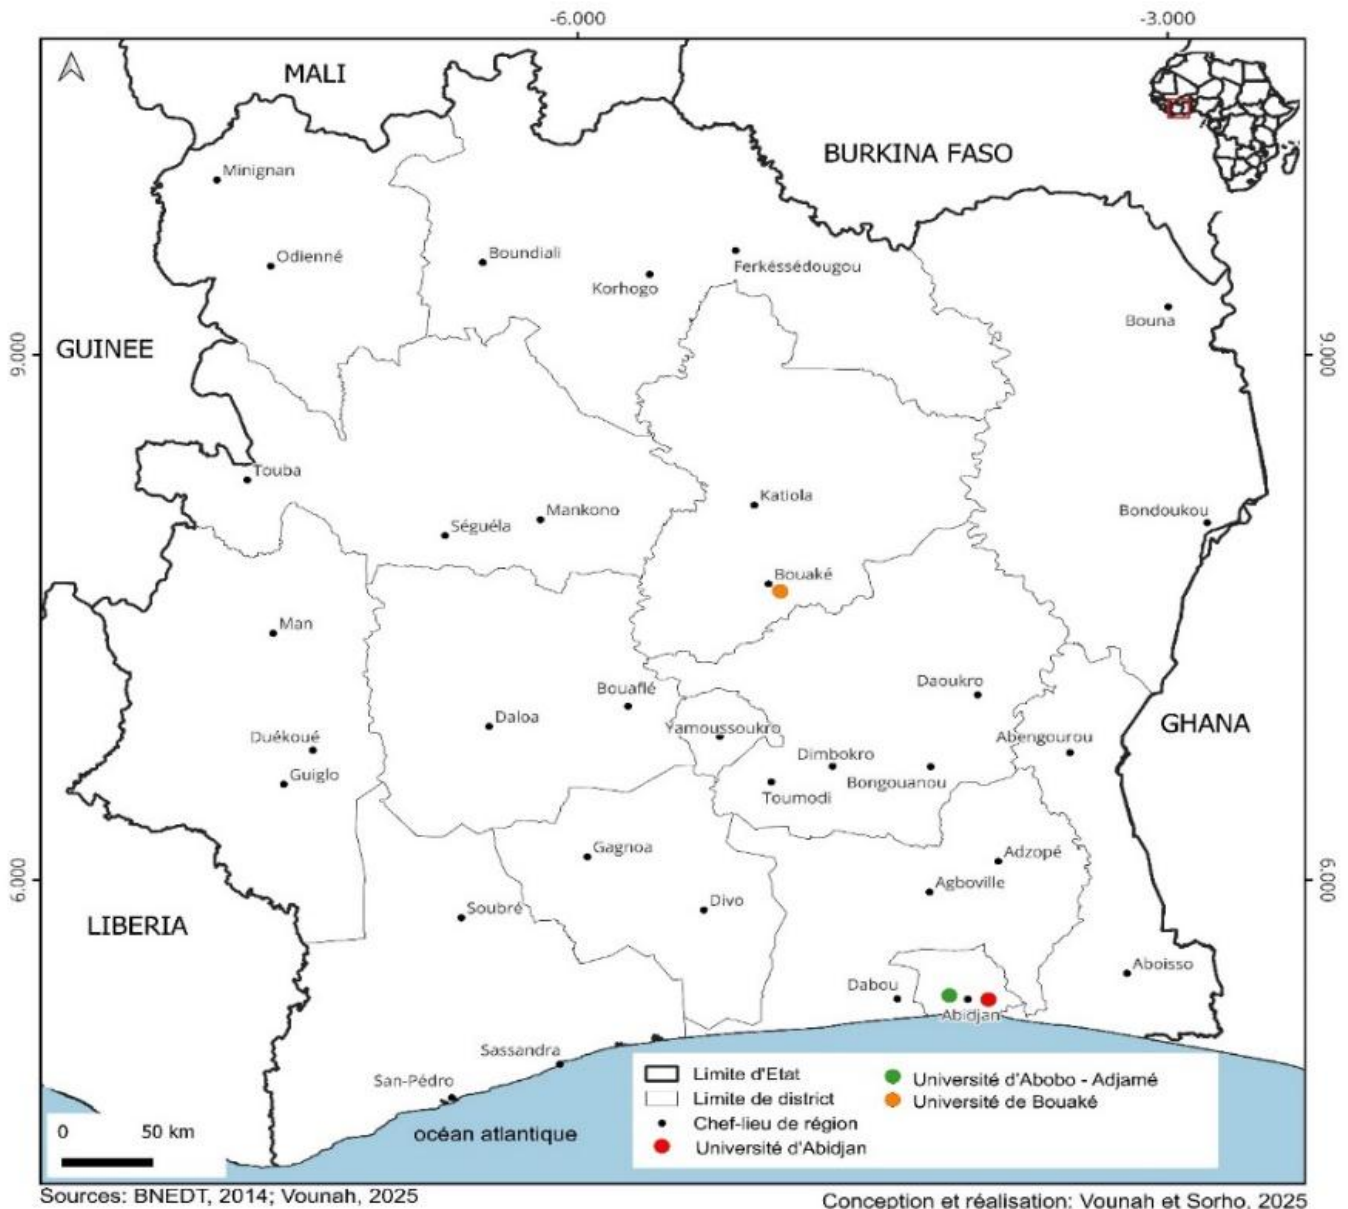 -6.000
-3.000
MALI
BURKINA FASO
Minignan
Odienné
Boundiali
Korhogo
Ferkéssédougou
Bouna
9.000
9.000
GUINEE
Touba
Séguéla
Mankono
Katiola
Bondoukou
Bouaké
Man
Daoukro
Bouaflé
Daloa
Yamoussoukro
GHANA
Duékoué
Abengourou
Guiglo
Dimbokro
Bongouanou
Toumodi
Gagnoa
Adzopé
6.000
6.000
Agboville
Soubré
Divo
LIBERIA
Aboisso
Dabou
Abidjan
Sassandra
San-Pédro
océan atlantique
0 50 km
Limite d'Etat
Limite de district
Chef-lieu de région
Université d'Abidjan
Université d'Abobo - Adjamé
Université de Bouaké
Sources: BNEDT, 2014; Vounah, 2025
Conception et réalisation: Vounah et Sorho, 2025